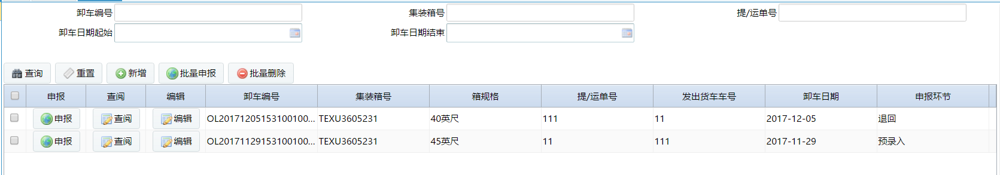 卸车编号 集装箱号 提/运单号
卸车日期起始 卸车日期结束
查询 重置 新增 批量申报 批量删除
申报 查阅 编辑 卸车编号 集装箱号 箱规格 提/运单号 发出货车车号 卸车日期 申报环节
申报 查阅 编辑 OL20171205153100100... TEXU3605231 40英尺 111 11 2017-12-05 退回
申报 查阅 编辑 OL20171129153100100... TEXU3605231 45英尺 11 111 2017-11-29 预录入